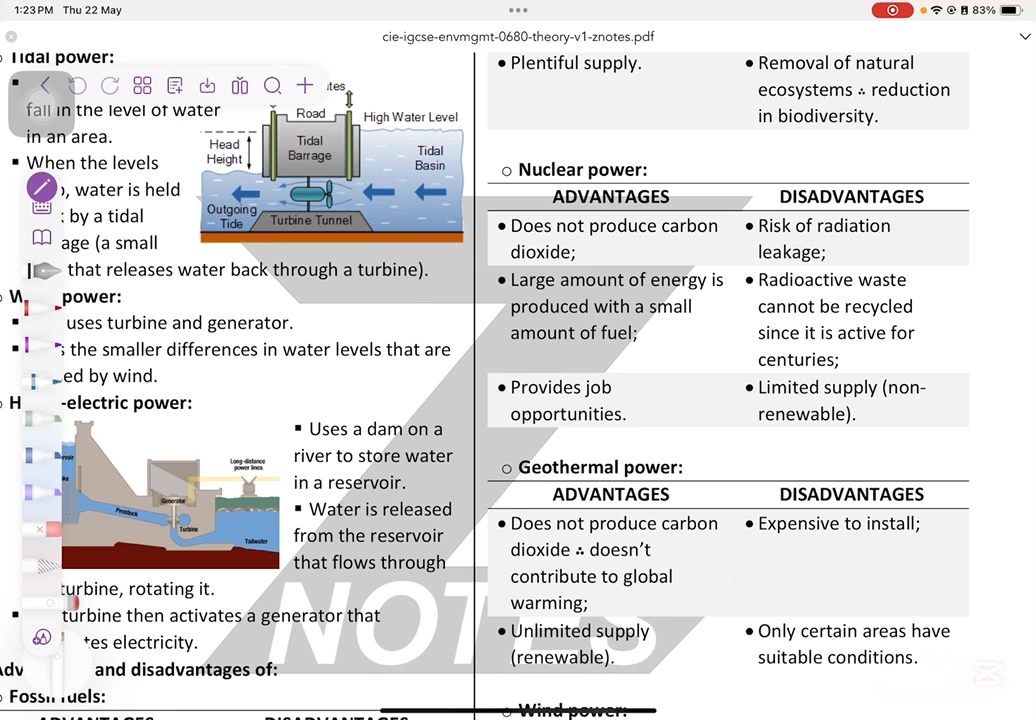 1:23 PM Thu 22 May
83%
cie-igcse-envmgmt-0680-theory-v1-znotes.pdf
Tidal power:
fall in the level of water
in an area.
▪ When the levels
, water is held
by a tidal
(a small
that releases water back through a turbine).
Road
High Water Level
Head
Height
Tidal
Barrage
Tidal
Basin
Outgoing
Tide
Turbine Tunnel
power:
uses turbine and generator.
the smaller differences in water levels that are
by wind.
-electric power:
Long-distance
power lines
Generator
Penstock
Turbine
Tailwater
▪ Uses a dam on a
river to store water
in a reservoir.
▪ Water is released
from the reservoir
that flows through
turbine, rotating it.
turbine then activates a generator that
electricity.
and disadvantages of:
Fossil fuels:
ADVANTAGES DISADVANTAGES
• Plentiful supply.
• Removal of natural
ecosystems ∴ reduction
in biodiversity.
○ Nuclear power:
ADVANTAGES DISADVANTAGES
• Does not produce carbon
dioxide;
• Risk of radiation
leakage;
• Large amount of energy is
produced with a small
amount of fuel;
• Radioactive waste
cannot be recycled
since it is active for
centuries;
• Provides job
opportunities.
• Limited supply (non-
renewable).
○ Geothermal power:
ADVANTAGES DISADVANTAGES
• Does not produce carbon
dioxide ∴ doesn’t
contribute to global
warming;
• Expensive to install;
• Unlimited supply
(renewable).
• Only certain areas have
suitable conditions.
○ Wind power:
NOTES